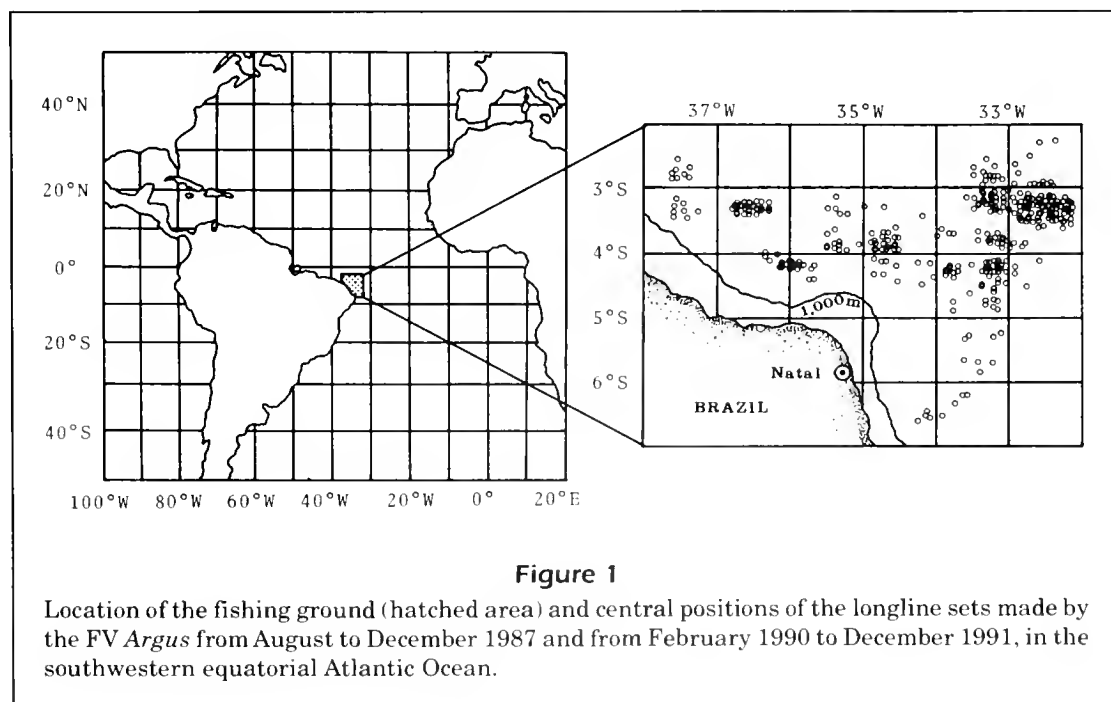 40°N
20°N
0°
20°S
40°S
100°W 80°W 60°W 40°W 20°W 0° 20°E
37°W 35°W 33°W
3°S
4°S
5°S
6°S
1,000m
Natal
BRAZIL
Figure 1
Location of the fishing ground (hatched area) and central positions of the longline sets made by
the FV Argus from August to December 1987 and from February 1990 to December 1991, in the
southwestern equatorial Atlantic Ocean.